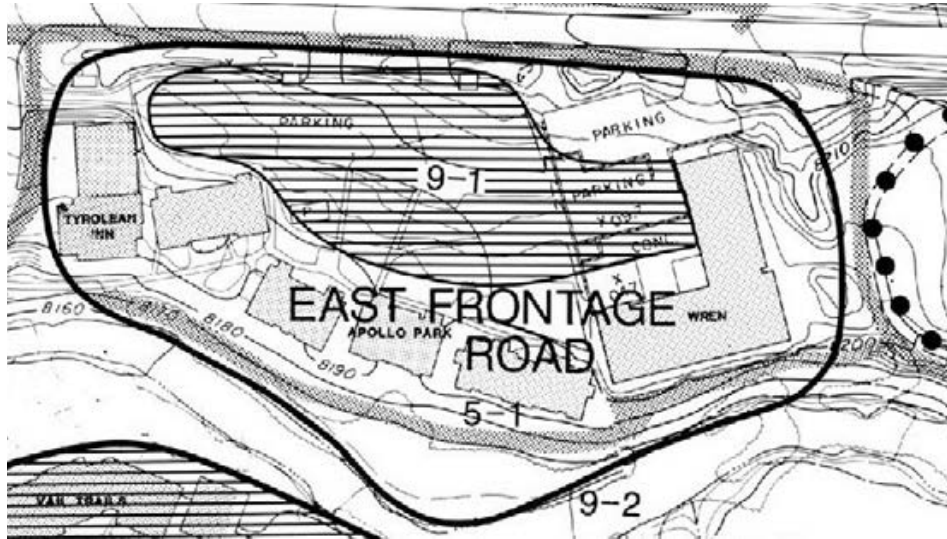 PARKING
PARKING
8210
9-1
PARKING
TYROLEAN
INN
CONC
8160
8170
8180
8190
EAST FRONTAGE
ROAD
APOLLO PARK
WREN
5-1
VAIL TRAILS
9-2